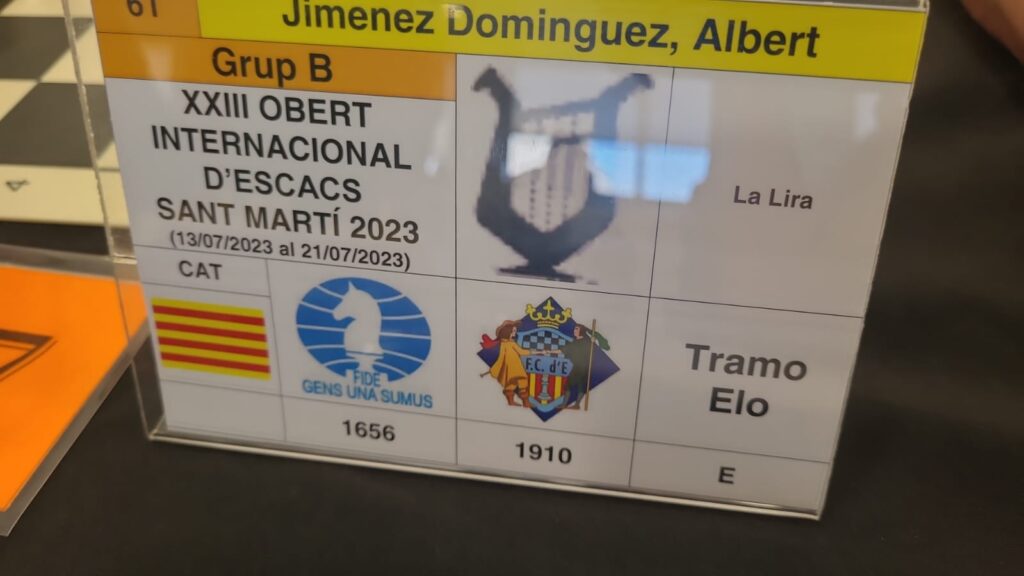 61
Jimenez Dominguez, Albert
Grup B
XXIII OBERT
INTERNACIONAL
D'ESCACS
SANT MARTÍ 2023
(13/07/2023 al 21/07/2023)
La Lira
CAT
FIDE
GENS UNA SUMUS
F.C. d'E
Tramo
Elo
1656
1910
E